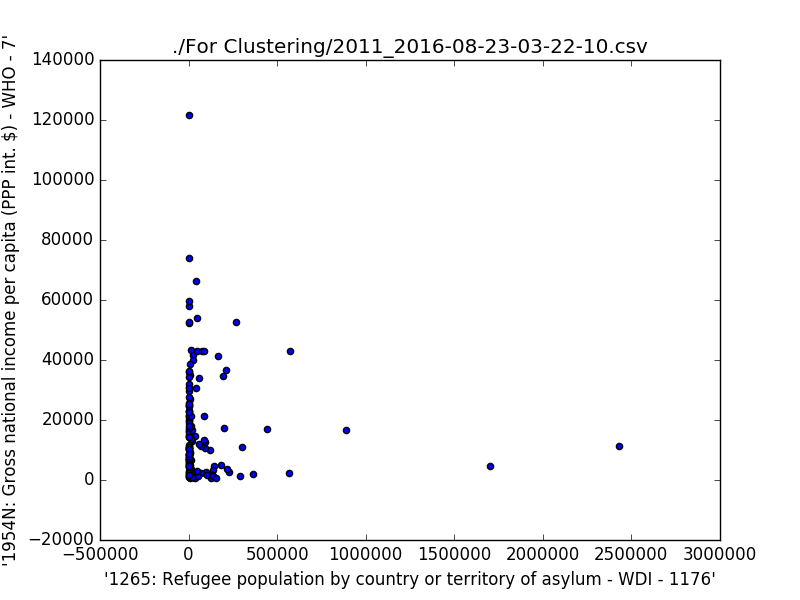 ./For Clustering/2011_2016-08-23-03-22-10.csv
'1954N: Gross national income per capita (PPP int. $) - WHO - 7'
140000
120000
100000
80000
60000
40000
20000
0
−20000
−500000 0 500000 1000000 1500000 2000000 2500000 3000000
'1265: Refugee population by country or territory of asylum - WDI - 1176'